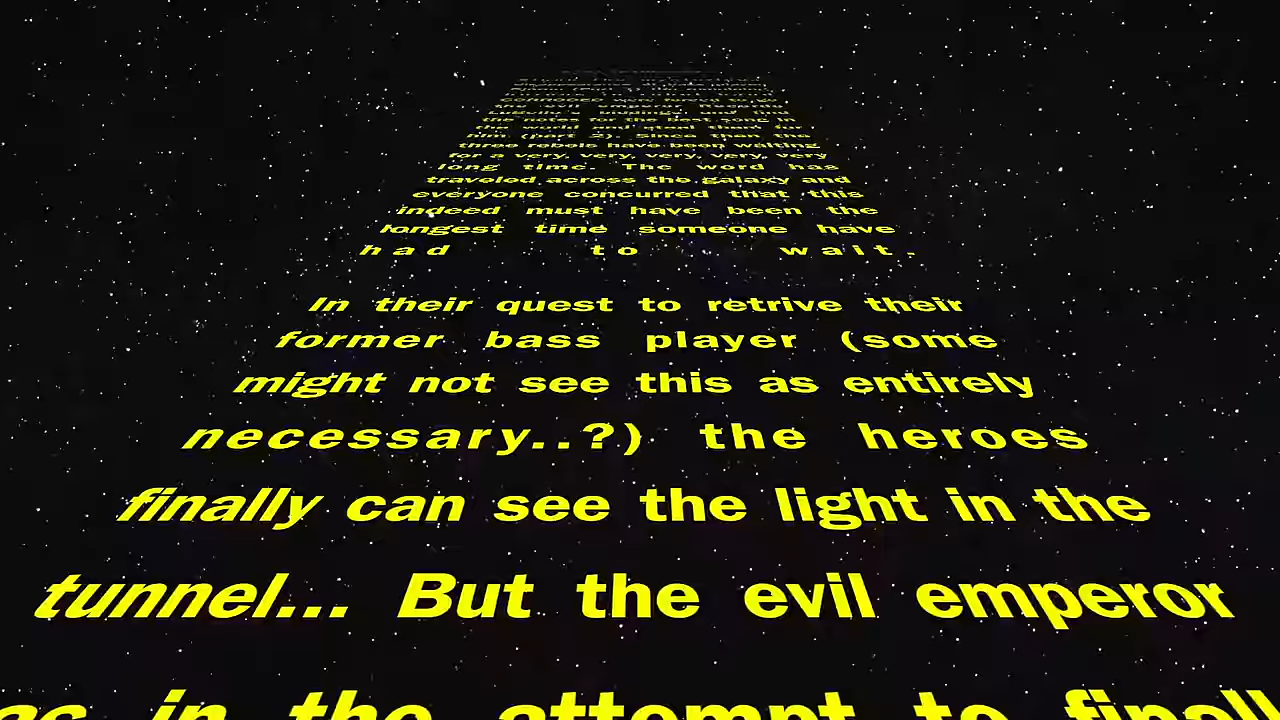 the notes for the best song in
the world and steal them for
him (part 2). Since then the
three rebels have been waiting
for a very, very, very, very, very
long time. The word has
traveled across the galaxy and
everyone concurred that this
indeed must have been the
longest time someone have
had to wait.
In their quest to retrive their
former bass player (some
might not see this as entirely
necessary..?) the heroes
finally can see the light in the
tunnel... But the evil emperor
in the attempt to